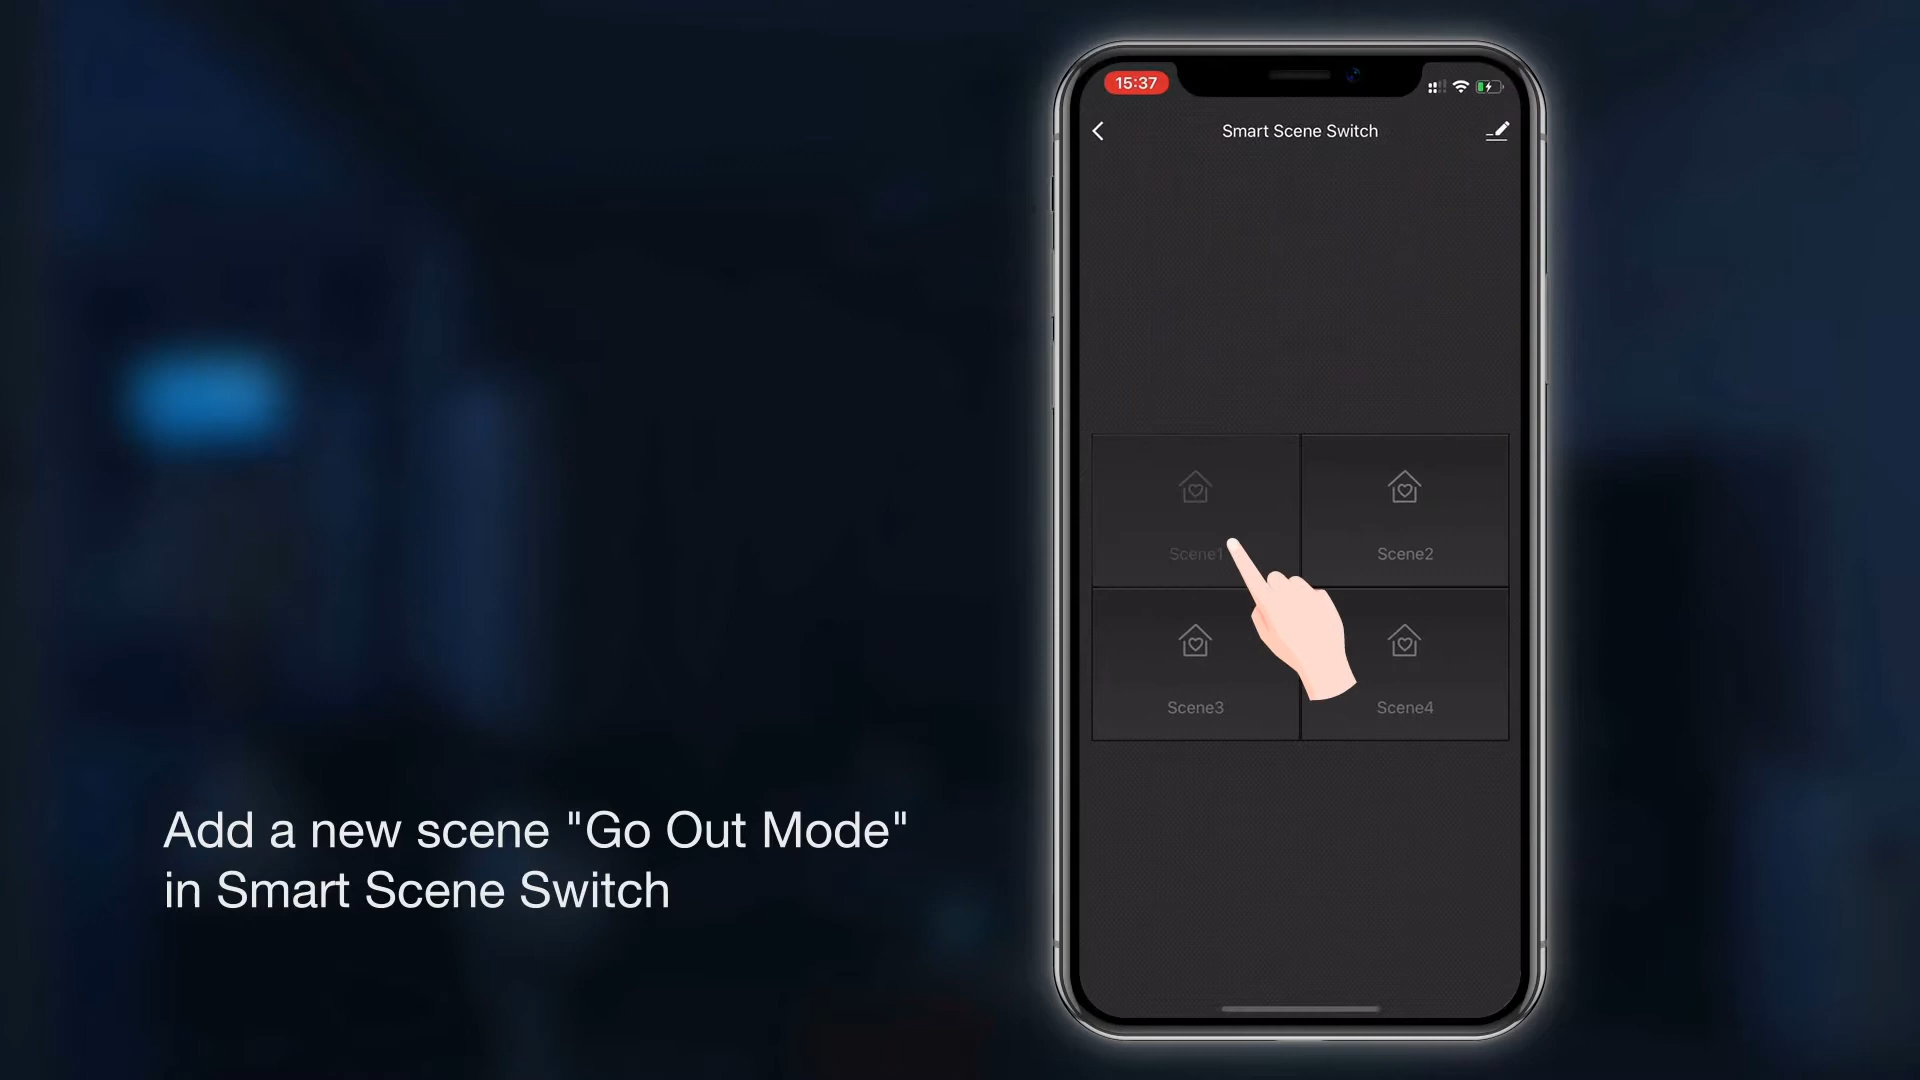 15:37
Smart Scene Switch
Scene1
Scene2
Scene3
Scene4
Add a new scene "Go Out Mode"
in Smart Scene Switch